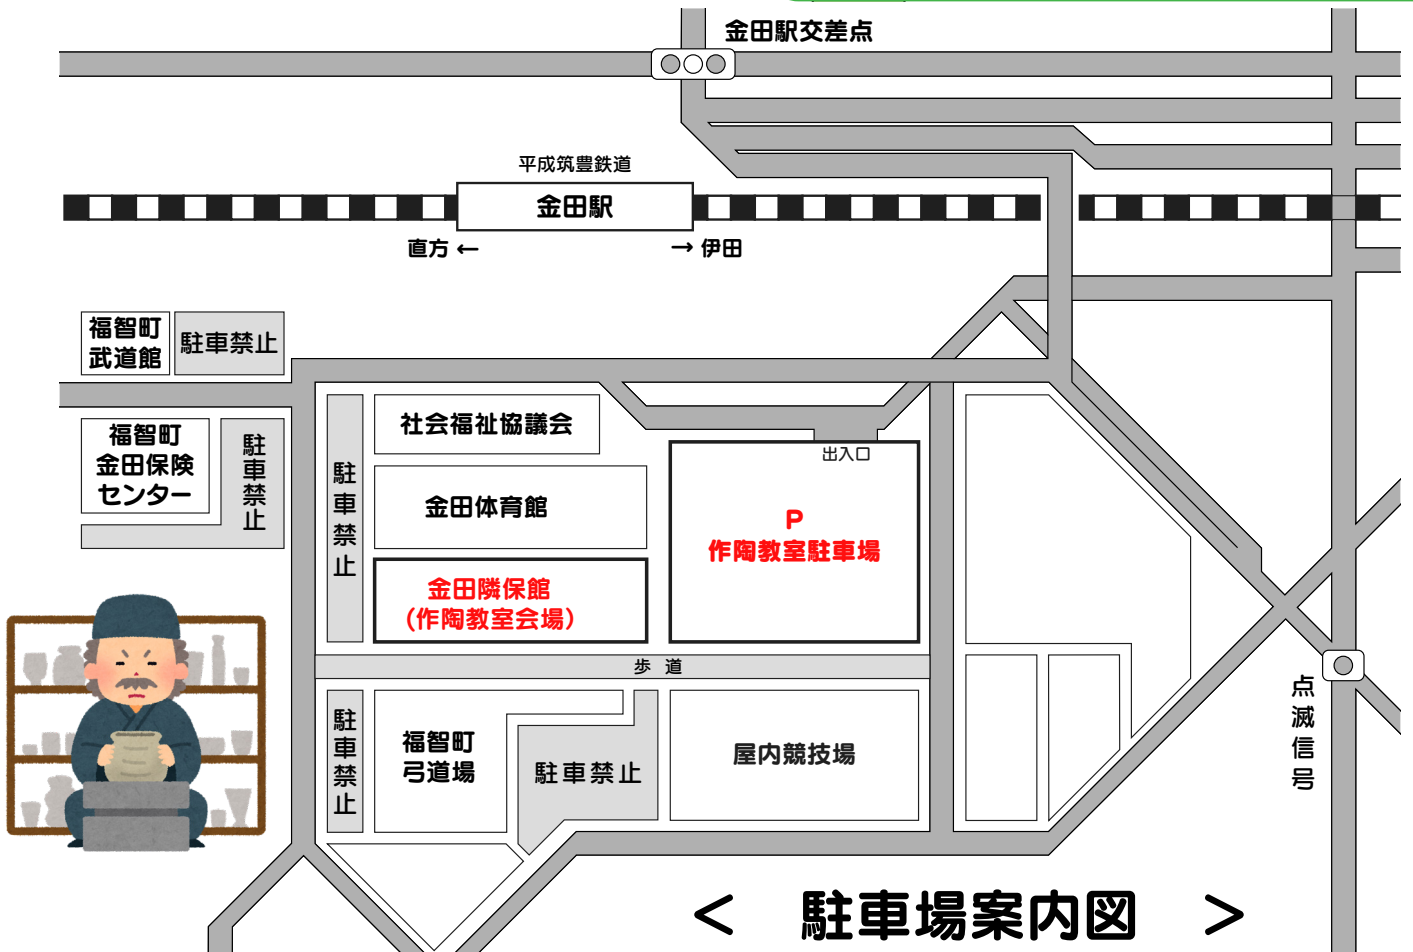 金田駅交差点
平成筑豊鉄道
金田駅
直方 ←
→ 伊田
福智町
武道館
駐車禁止
福智町
金田保険
センター
駐車禁止
駐車禁止
社会福祉協議会
金田体育館
金田隣保館
(作陶教室会場)
出入口
P
作陶教室駐車場
歩 道
駐車禁止
福智町
弓道場
駐車禁止
屋内競技場
点滅信号
< 駐車場案内図 >